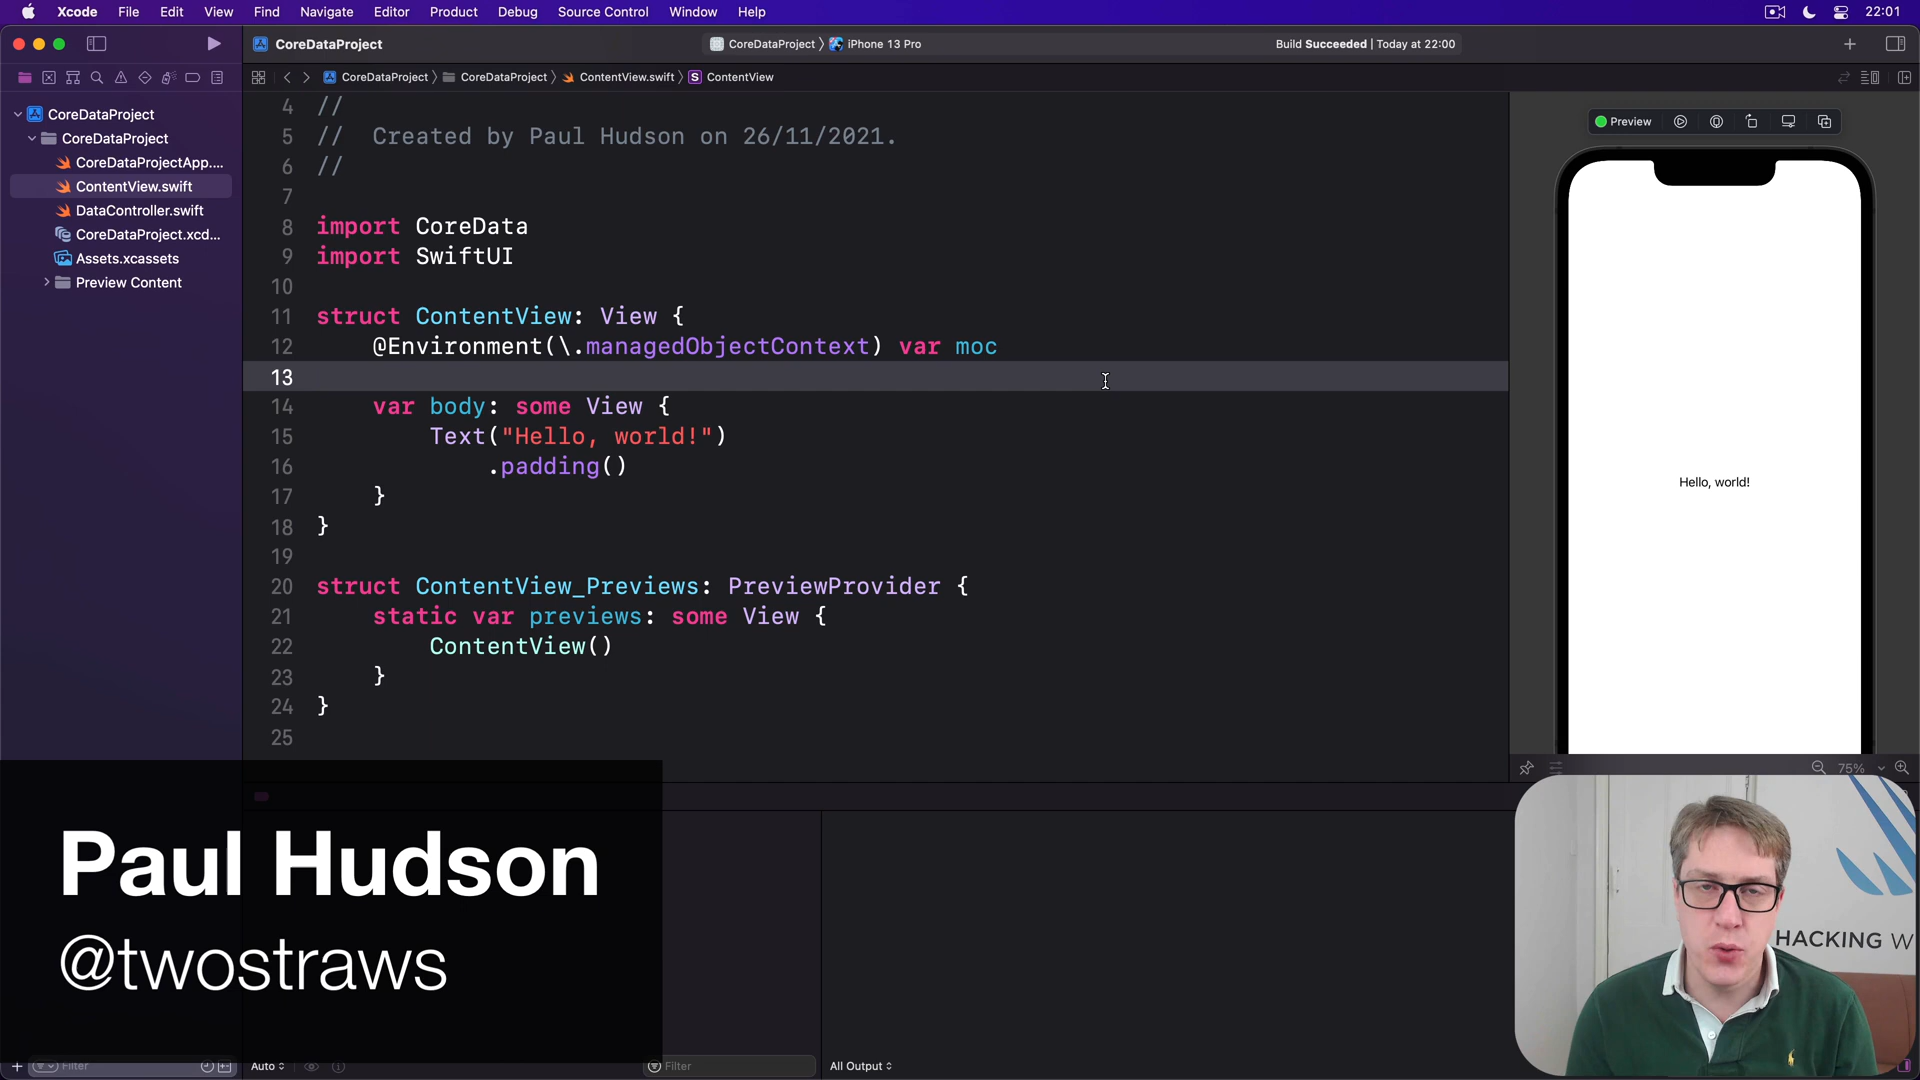 Xcode File Edit View Find Navigate Editor Product Debug Source Control Window Help 22:01
CoreDataProject CoreDataProject iPhone 13 Pro Build Succeeded | Today at 22:00
CoreDataProject CoreDataProject ContentView.swift S ContentView
CoreDataProject
CoreDataProject
CoreDataProjectApp....
ContentView.swift
DataController.swift
CoreDataProject.xcd...
Assets.xcassets
Preview Content
4 //
5 // Created by Paul Hudson on 26/11/2021.
6 //
7
8 import CoreData
9 import SwiftUI
10
11 struct ContentView: View {
12 @Environment(\.managedObjectContext) var moc
13
14 var body: some View {
15 Text("Hello, world!")
16 .padding()
17 }
18 }
19
20 struct ContentView_Previews: PreviewProvider {
21 static var previews: some View {
22 ContentView()
23 }
24 }
25
Preview
Hello, world!
75%
Paul Hudson
@twostraws
HACKING W
Filter Auto Filter All Output